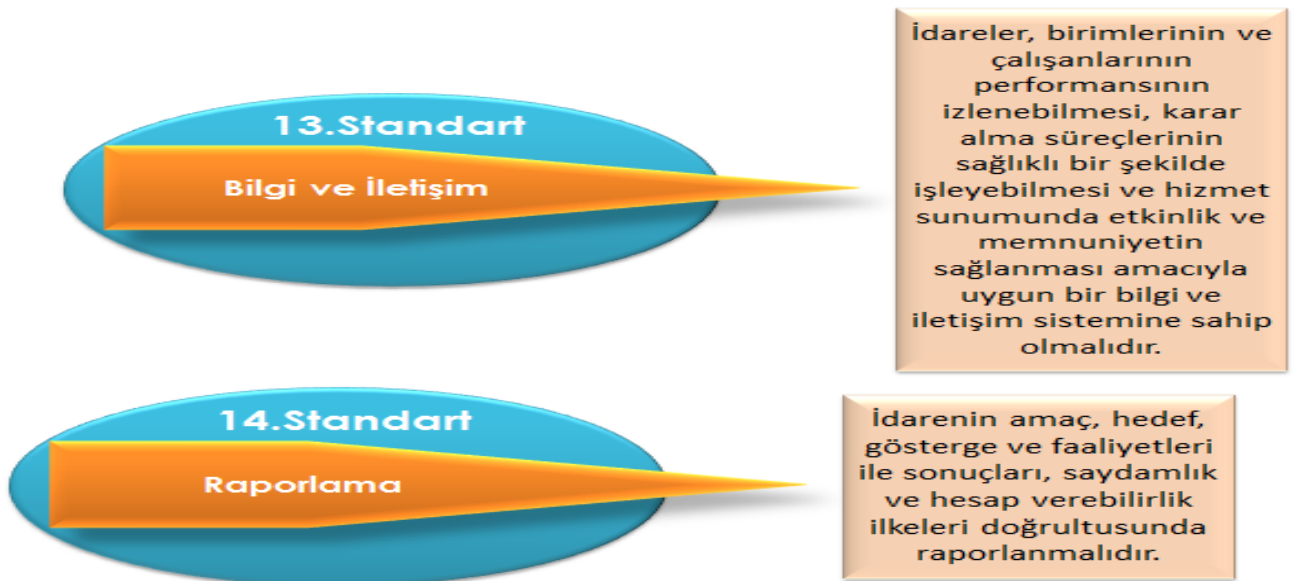 13.Standart
Bilgi ve İletişim
İdareler, birimlerinin ve
çalışanlarının
performansının
izlenebilmesi, karar
alma süreçlerinin
sağlıklı bir şekilde
işleyebilmesi ve hizmet
sunumunda etkinlik ve
memnuniyetin
sağlanması amacıyla
uygun bir bilgi ve
iletişim sistemine sahip
olmalıdır.
14.Standart
Raporlama
İdarenin amaç, hedef,
gösterge ve faaliyetleri
ile sonuçları, saydamlık
ve hesap verebilirlik
ilkeleri doğrultusunda
raporlanmalıdır.